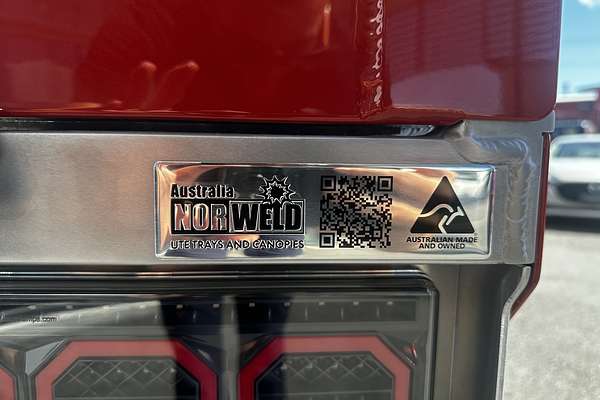 Australia
NORWELD
UTE TRAYS AND CANOPIES
AUSTRALIAN MADE
AND OWNED